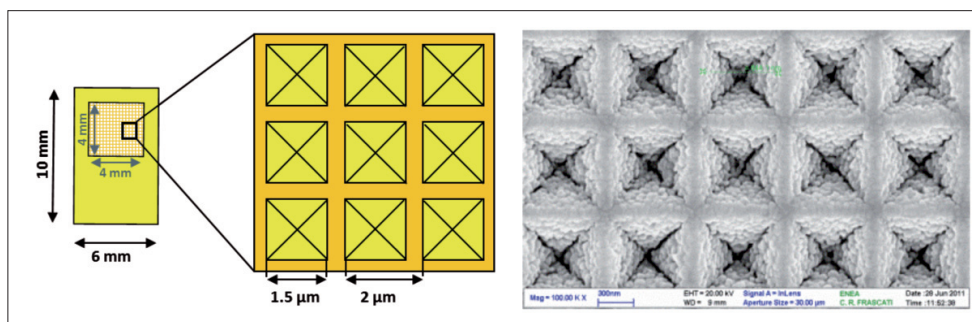 10 mm
4 mm
4 mm
6 mm
1.5 µm
2 µm
Mag = 100.00 K X
300nm
EHT = 20.00 kV
WD = 9 mm
Signal A = InLens
Aperture Size = 30.00 µm
ENEA
C. R. FRASCATI
Date :28 Jun 2011
Time :11:52:38